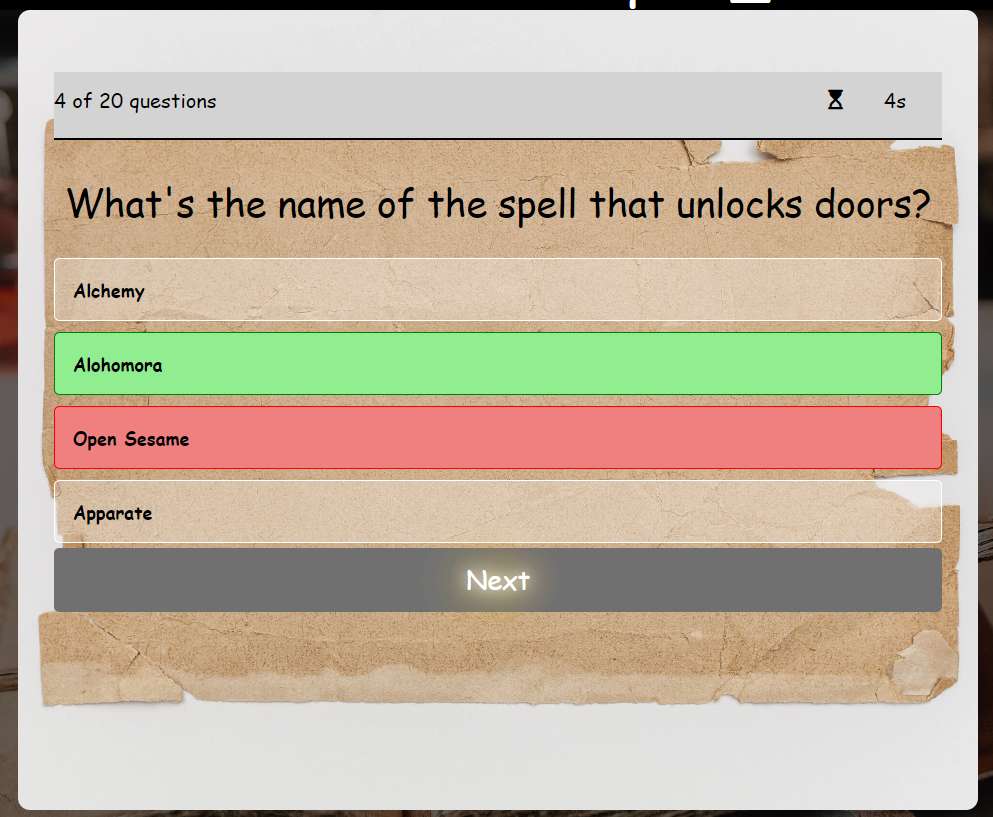 4 of 20 questions 4s
What's the name of the spell that unlocks doors?
Alchemy
Alohomora
Open Sesame
Apparate
Next